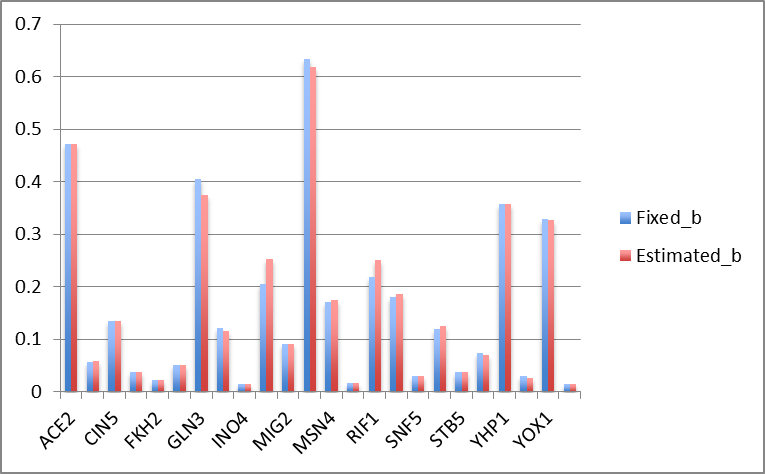 0.7
0.6
0.5
0.4
0.3
0.2
0.1
0
ACE2
CIN5
FKH2
GLN3
INO4
MIG2
MSN4
RIF1
SNF5
STB5
YHP1
YOX1
Fixed_b
Estimated_b